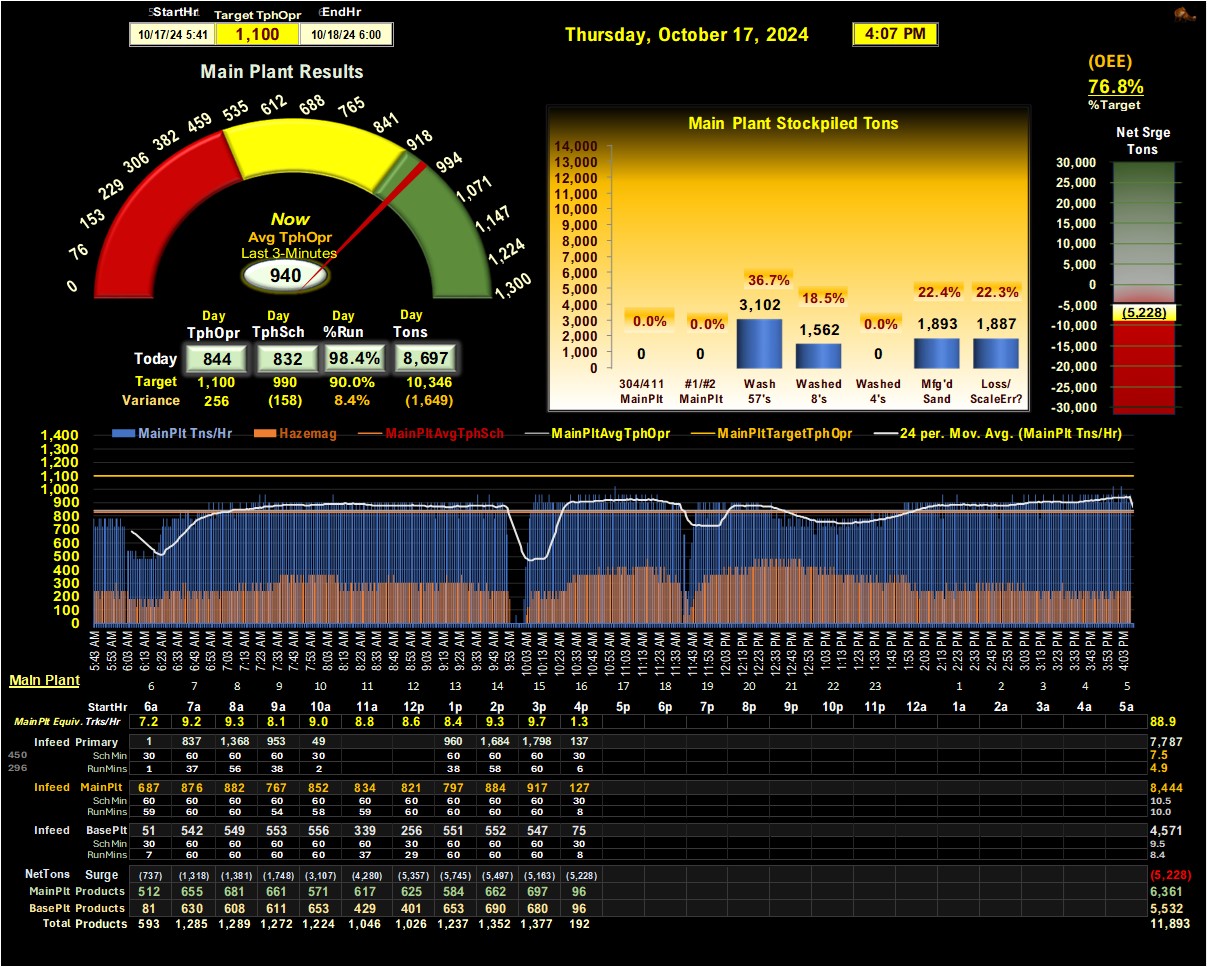 StartHr Target TphOpr EndHr
10/17/24 5:41 1,100 10/18/24 6:00
Thursday, October 17, 2024 4:07 PM
(OEE)
76.8%
%Target
Main Plant Results
0 76 153 229 306 382 459 535 612 688 765 841 918 994 1,071 1,147 1,224 1,300
Now
Avg TphOpr
Last 3-Minutes
940
Day Day Day Day
TphOpr TphSch %Run Tons
Today 844 832 98.4% 8,697
Target 1,100 990 90.0% 10,346
Variance 256 (158) 8.4% (1,649)
Main Plant Stockpiled Tons
14,000
13,000
12,000
11,000
10,000
9,000
8,000
7,000
6,000
5,000
4,000
3,000
2,000
1,000
0
0.0% 0.0% 36.7% 18.5% 0.0% 22.4% 22.3%
0 0 3,102 1,562 0 1,893 1,887
304/411 #1/#2 Wash Washed Washed Mfg'd Loss/
MainPlt MainPlt 57's 8's 4's Sand ScaleErr?
Net Srge
Tons
30,000
25,000
20,000
15,000
10,000
5,000
0
-5,000
(5,228)
-10,000
-15,000
-20,000
-25,000
-30,000
MainPlt Tns/Hr Hazemag MainPltAvgTphSch MainPltAvgTphOpr MainPltTargetTphOpr 24 per. Mov. Avg. (MainPlt Tns/Hr)
1,400
1,300
1,200
1,100
1,000
900
800
700
600
500
400
300
200
100
0
5:43 AM 5:53 AM 6:03 AM 6:13 AM 6:23 AM 6:33 AM 6:53 AM 7:03 AM 7:13 AM 7:23 AM 7:33 AM 7:43 AM 7:53 AM 8:03 AM 8:13 AM 8:33 AM 8:43 AM 8:53 AM 9:03 AM 9:13 AM 9:23 AM 9:33 AM 9:43 AM 9:53 AM 10:03 AM 10:13 AM 10:23 AM 10:33 AM 10:43 AM 10:53 AM 11:03 AM 11:13 AM 11:23 AM 11:33 AM 11:43 AM 11:53 AM 12:03 PM 12:13 PM 12:23 PM 12:33 PM 12:43 PM 12:53 PM 1:03 PM 1:13 PM 1:23 PM 1:33 PM 1:43 PM 1:53 PM 2:03 PM 2:13 PM 2:23 PM 2:43 PM 2:53 PM 3:03 PM 3:13 PM 3:23 PM 3:33 PM 3:43 PM 3:53 PM 4:03 PM
Main Plant 6 7 8 9 10 11 12 13 14 15 16 17 18 19 20 21 22 23 1 2 3 4 5
StartHr 6a 7a 8a 9a 10a 11a 12p 1p 2p 3p 4p 5p 6p 7p 8p 9p 10p 11p 12a 1a 2a 3a 4a 5a
MainPlt Equiv. Trks/Hr 7.2 9.2 9.3 8.1 9.0 8.8 8.6 8.4 9.3 9.7 1.3 88.9
Infeed Primary 1 837 1,368 953 49 960 1,684 1,798 137 7,787
450 SchMin 30 60 60 60 30 60 60 60 30 7.5
296 RunMins 1 37 56 38 2 38 58 60 6 4.9
Infeed MainPlt 687 876 882 767 852 834 821 797 884 917 127 8,444
SchMin 60 60 60 60 60 60 60 60 60 60 30 10.5
RunMins 59 60 60 54 58 59 60 60 60 60 8 10.0
Infeed BasePlt 51 542 549 553 556 339 256 551 552 547 75 4,571
SchMin 30 60 60 60 60 60 30 60 60 60 30 9.5
RunMins 7 60 60 60 60 37 29 60 60 60 8 8.4
NetTons Surge (737) (1,318) (1,381) (1,748) (3,107) (4,280) (5,357) (5,745) (5,497) (5,163) (5,228) (5,228)
MainPlt Products 512 655 681 661 571 617 625 584 662 697 96 6,361
BasePlt Products 81 630 608 611 653 429 401 653 690 680 96 5,532
Total Products 593 1,285 1,289 1,272 1,224 1,046 1,026 1,237 1,352 1,377 192 11,893